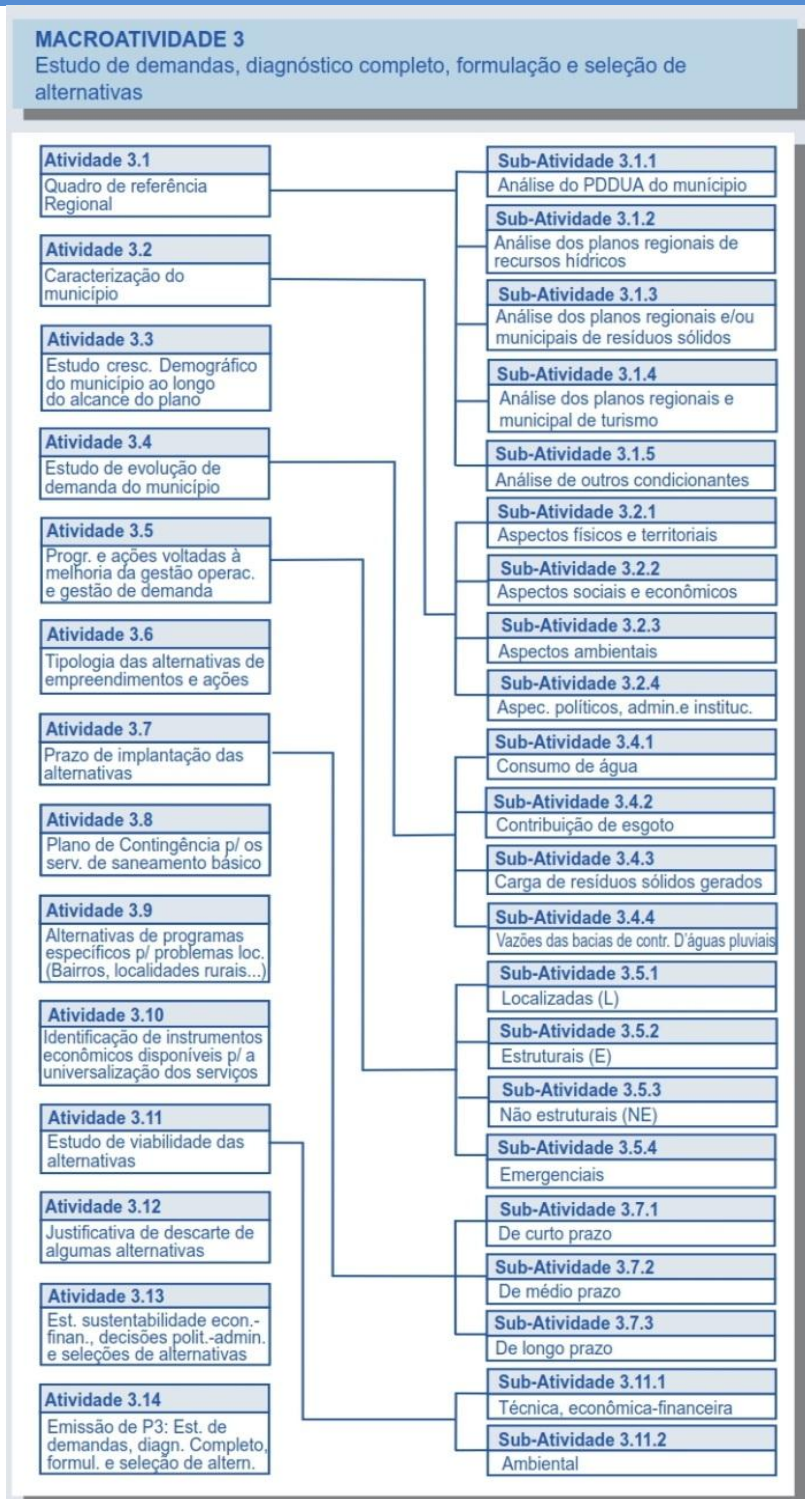 MACROATIVIDADE 3
Estudo de demandas, diagnóstico completo, formulação e seleção de
alternativas
Atividade 3.1
Quadro de referência
Regional
Atividade 3.2
Caracterização do
município
Atividade 3.3
Estudo cresc. Demográfico
do município ao longo
do alcance do plano
Atividade 3.4
Estudo de evolução de
demanda do município
Atividade 3.5
Progr. e ações voltadas à
melhoria da gestão operac.
e gestão de demanda
Atividade 3.6
Tipologia das alternativas de
empreendimentos e ações
Atividade 3.7
Prazo de implantação das
alternativas
Atividade 3.8
Plano de Contingência p/ os
serv. de saneamento básico
Atividade 3.9
Alternativas de programas
específicos p/ problemas loc.
(Bairros, localidades rurais...)
Atividade 3.10
Identificação de instrumentos
econômicos disponíveis p/ a
universalização dos serviços
Atividade 3.11
Estudo de viabilidade das
alternativas
Atividade 3.12
Justificativa de descarte de
algumas alternativas
Atividade 3.13
Est. sustentabilidade econ.-
finan., decisões polit.-admin.
e seleções de alternativas
Atividade 3.14
Emissão de P3: Est. de
demandas, diagn. Completo,
formul. e seleção de altern.
Sub-Atividade 3.1.1
Análise do PDDUA do munícipio
Sub-Atividade 3.1.2
Análise dos planos regionais de
recursos hídricos
Sub-Atividade 3.1.3
Análise dos planos regionais e/ou
municipais de resíduos sólidos
Sub-Atividade 3.1.4
Análise dos planos regionais e
municipal de turismo
Sub-Atividade 3.1.5
Análise de outros condicionantes
Sub-Atividade 3.2.1
Aspectos físicos e territoriais
Sub-Atividade 3.2.2
Aspectos sociais e econômicos
Sub-Atividade 3.2.3
Aspectos ambientais
Sub-Atividade 3.2.4
Aspec. políticos, admin.e instituc.
Sub-Atividade 3.4.1
Consumo de água
Sub-Atividade 3.4.2
Contribuição de esgoto
Sub-Atividade 3.4.3
Carga de resíduos sólidos gerados
Sub-Atividade 3.4.4
Vazões das bacias de contr. D'águas pluviais
Sub-Atividade 3.5.1
Localizadas (L)
Sub-Atividade 3.5.2
Estruturais (E)
Sub-Atividade 3.5.3
Não estruturais (NE)
Sub-Atividade 3.5.4
Emergenciais
Sub-Atividade 3.7.1
De curto prazo
Sub-Atividade 3.7.2
De médio prazo
Sub-Atividade 3.7.3
De longo prazo
Sub-Atividade 3.11.1
Técnica, econômica-financeira
Sub-Atividade 3.11.2
Ambiental